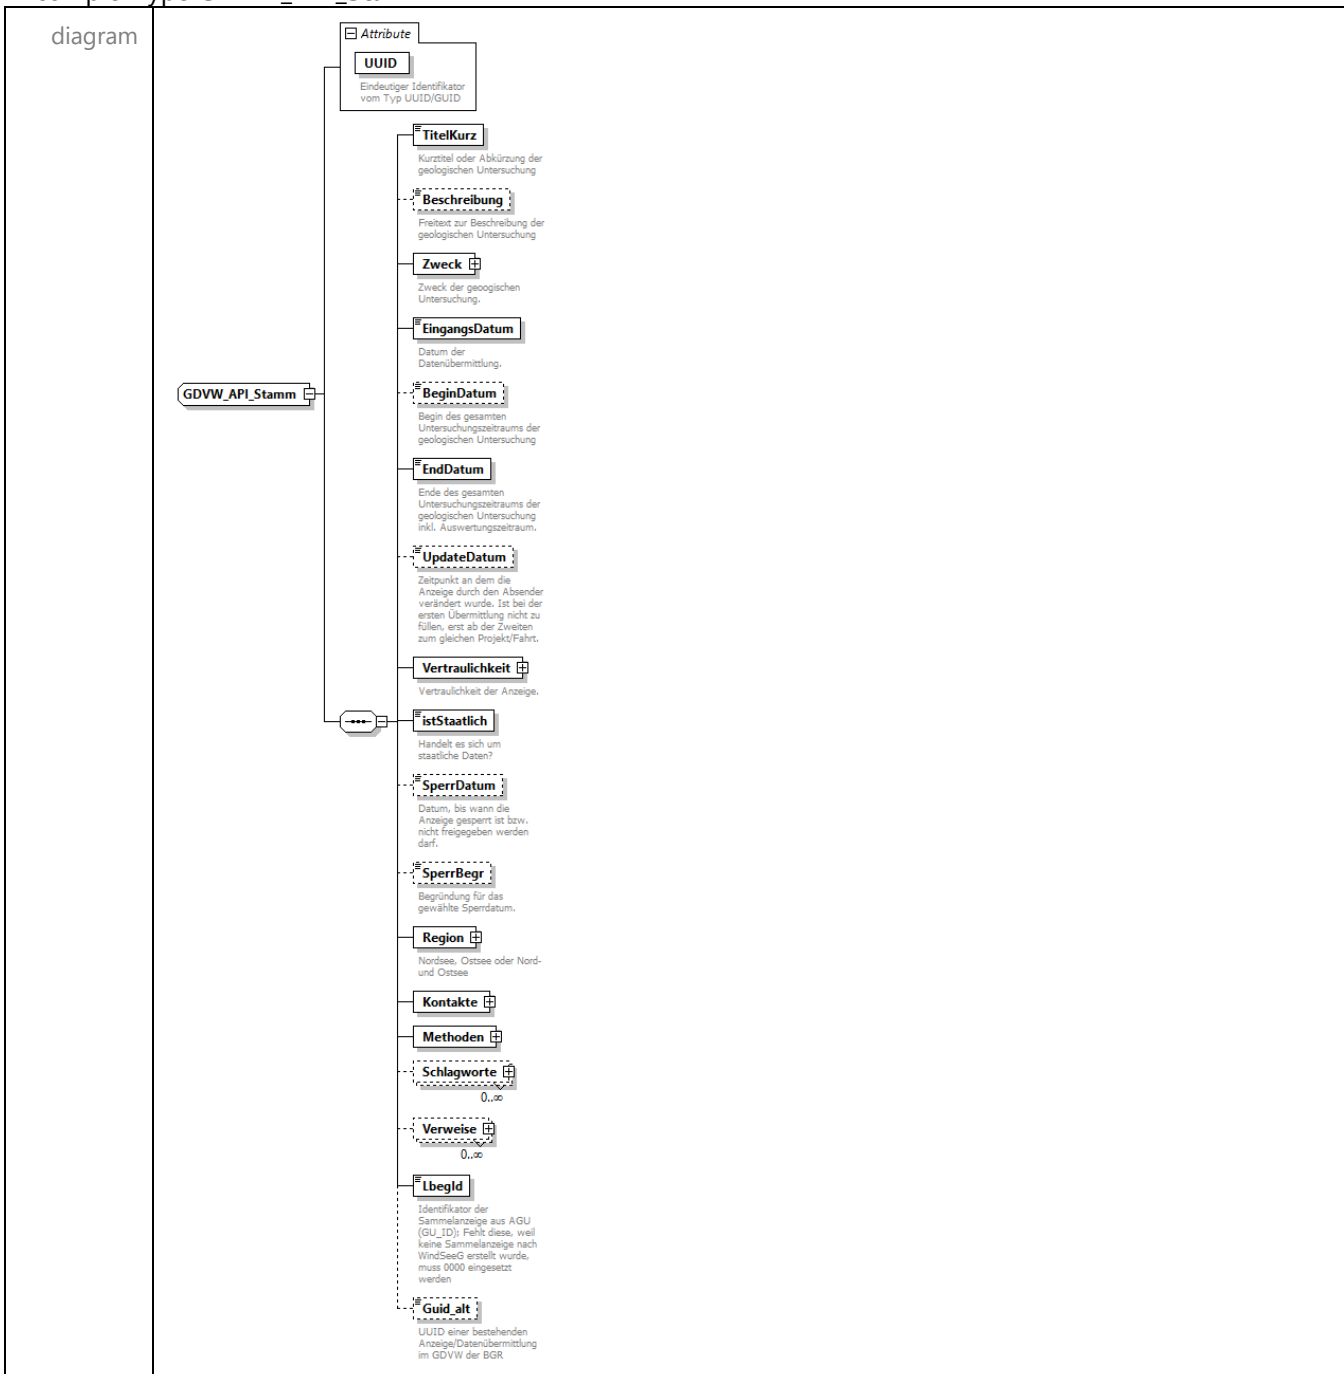 diagram
Attribute
UUID
Eindeutiger Identifikator
vom Typ UUID/GUID
TitelKurz
Kurztitel oder Abkürzung der
geologischen Untersuchung
Beschreibung
Freitext zur Beschreibung der
geologischen Untersuchung
Zweck
Zweck der geoogischen
Untersuchung.
EingangsDatum
Datum der
Datenübermittlung.
GDVW_API_Stamm
BeginDatum
Begin des gesamten
Untersuchungszeitraums der
geologischen Untersuchung
EndDatum
Ende des gesamten
Untersuchungszeitraums der
geologischen Untersuchung
inkl. Auswertungszeitraum.
UpdateDatum
Zeitpunkt an dem die
Anzeige durch den Absender
verändert wurde. Ist bei der
ersten Übermittlung nicht zu
füllen, erst ab der Zweiten
zum gleichen Projekt/Fahrt.
Vertraulichkeit
Vertraulichkeit der Anzeige.
istStaatlich
Handelt es sich um
staatliche Daten?
SperrDatum
Datum, bis wann die
Anzeige gesperrt ist bzw.
nicht freigegeben werden
darf.
SperrBegr
Begründung für das
gewählte Sperrdatum.
Region
Nordsee, Ostsee oder Nord-
und Ostsee
Kontakte
Methoden
Schlagworte
0..∞
Verweise
0..∞
LbegId
Identifikator der
Sammelanzeige aus AGU
(GU_ID); Fehlt diese, weil
keine Sammelanzeige nach
WindSeeG erstellt wurde,
muss 0000 eingesetzt
werden
Guid_alt
UUID einer bestehenden
Anzeige/Datenübermittlung
im GDVW der BGR